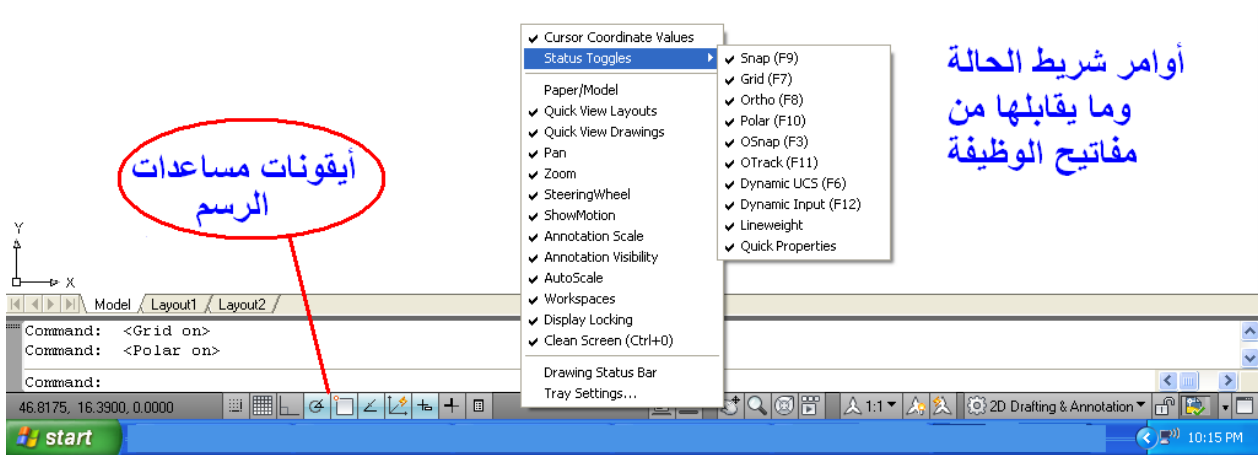 Cursor Coordinate Values
Status Toggles
Paper/Model
Quick View Layouts
Quick View Drawings
Pan
Zoom
SteeringWheel
ShowMotion
Annotation Scale
Annotation Visibility
AutoScale
Workspaces
Display Locking
Clean Screen (Ctrl+0)
Drawing Status Bar
Tray Settings...
Snap (F9)
Grid (F7)
Ortho (F8)
Polar (F10)
OSnap (F3)
OTrack (F11)
Dynamic UCS (F6)
Dynamic Input (F12)
Lineweight
Quick Properties
أوامر شريط الحالة
وما يقابلها من
مفاتيح الوظيفة
أيقونات مساعدات
الرسم
Y
X
Model Layout1 Layout2
Command: <Grid on>
Command: <Polar on>
Command:
46.8175, 16.3900, 0.0000 1:1 2D Drafting & Annotation
start 10:15 PM